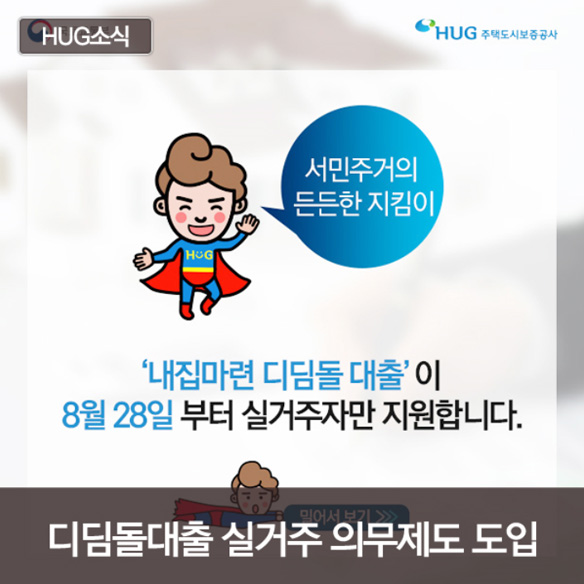 HUG소식
HUG 주택도시보증공사
서민주거의
든든한 지킴이
HUG
‘내집마련 디딤돌 대출’ 이
8월 28일 부터 실거주자만 지원합니다.
밀어서 보기 >>>
디딤돌대출 실거주 의무제도 도입